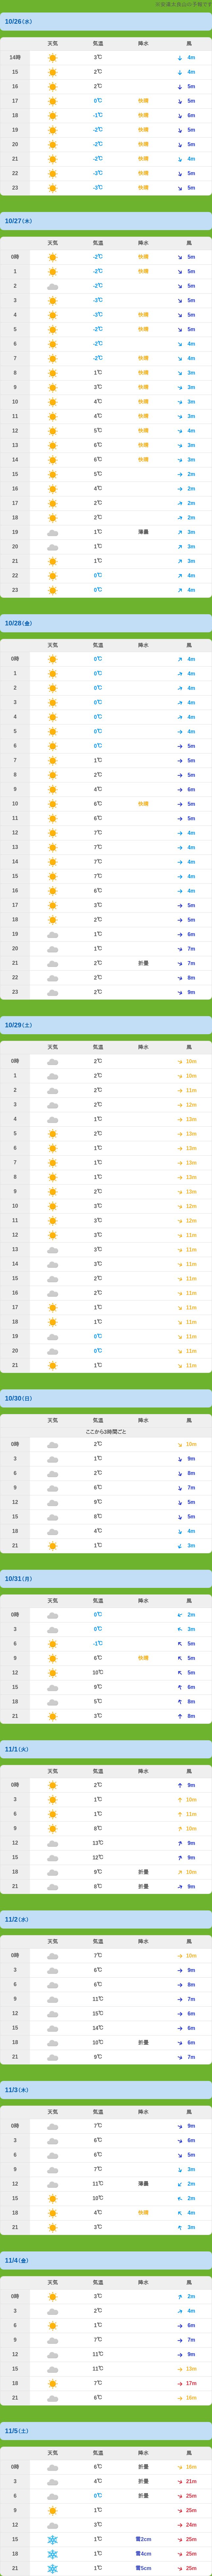 ※安達太良山の予報です
10/26(水)
天気 気温 降水 風
14時 3℃ 4m
15 2℃ 4m
16 2℃ 5m
17 0℃ 快晴 5m
18 -1℃ 快晴 6m
19 -2℃ 快晴 5m
20 -2℃ 快晴 5m
21 -2℃ 快晴 4m
22 -3℃ 快晴 5m
23 -3℃ 快晴 5m
10/27(木)
天気 気温 降水 風
0時 -2℃ 快晴 5m
1 -2℃ 快晴 5m
2 -2℃ 5m
3 -3℃ 5m
4 -3℃ 快晴 5m
5 -2℃ 快晴 5m
6 -2℃ 4m
7 -2℃ 快晴 4m
8 1℃ 快晴 3m
9 3℃ 快晴 3m
10 4℃ 快晴 3m
11 4℃ 快晴 3m
12 5℃ 快晴 4m
13 6℃ 快晴 3m
14 6℃ 快晴 3m
15 5℃ 2m
16 4℃ 2m
17 2℃ 2m
18 2℃ 2m
19 1℃ 薄曇 3m
20 1℃ 3m
21 1℃ 3m
22 0℃ 4m
23 0℃ 4m
10/28(金)
天気 気温 降水 風
0時 0℃ 4m
1 0℃ 4m
2 0℃ 4m
3 0℃ 4m
4 0℃ 4m
5 0℃ 4m
6 0℃ 5m
7 1℃ 5m
8 2℃ 5m
9 4℃ 6m
10 6℃ 快晴 5m
11 6℃ 5m
12 7℃ 4m
13 7℃ 4m
14 7℃ 4m
15 7℃ 4m
16 6℃ 4m
17 3℃ 5m
18 2℃ 5m
19 1℃ 6m
20 1℃ 7m
21 2℃ 折曇 7m
22 2℃ 8m
23 2℃ 9m
10/29(土)
天気 気温 降水 風
0時 2℃ 10m
1 2℃ 10m
2 2℃ 11m
3 2℃ 12m
4 1℃ 13m
5 2℃ 13m
6 1℃ 13m
7 1℃ 13m
8 1℃ 13m
9 2℃ 13m
10 3℃ 12m
11 3℃ 12m
12 3℃ 11m
13 3℃ 11m
14 3℃ 11m
15 2℃ 11m
16 2℃ 11m
17 1℃ 11m
18 1℃ 11m
19 0℃ 11m
20 0℃ 11m
21 1℃ 11m
10/30(日)
天気 気温 降水 風
ここから3時間ごと
0時 2℃ 10m
3 1℃ 9m
6 2℃ 8m
9 6℃ 7m
12 9℃ 5m
15 8℃ 5m
18 4℃ 4m
21 1℃ 3m
10/31(月)
天気 気温 降水 風
0時 0℃ 2m
3 0℃ 3m
6 -1℃ 5m
9 6℃ 快晴 5m
12 10℃ 5m
15 9℃ 6m
18 5℃ 8m
21 3℃ 8m
11/1(火)
天気 気温 降水 風
0時 2℃ 9m
3 1℃ 10m
6 1℃ 11m
9 8℃ 10m
12 13℃ 9m
15 12℃ 9m
18 9℃ 折曇 10m
21 8℃ 折曇 9m
11/2(水)
天気 気温 降水 風
0時 7℃ 10m
3 6℃ 9m
6 6℃ 8m
9 11℃ 7m
12 15℃ 6m
15 14℃ 6m
18 10℃ 折曇 6m
21 9℃ 7m
11/3(木)
天気 気温 降水 風
0時 7℃ 9m
3 6℃ 6m
6 6℃ 5m
9 7℃ 3m
12 11℃ 薄曇 2m
15 10℃ 2m
18 4℃ 快晴 4m
21 3℃ 3m
11/4(金)
天気 気温 降水 風
0時 3℃ 2m
3 2℃ 4m
6 1℃ 6m
9 7℃ 7m
12 11℃ 9m
15 11℃ 13m
18 7℃ 17m
21 6℃ 16m
11/5(土)
天気 気温 降水 風
0時 6℃ 折曇 18m
3 4℃ 折曇 21m
6 0℃ 折曇 25m
9 1℃ 25m
12 3℃ 24m
15 1℃ 雪2cm 25m
18 1℃ 雪4cm 25m
21 1℃ 雪5cm 25m